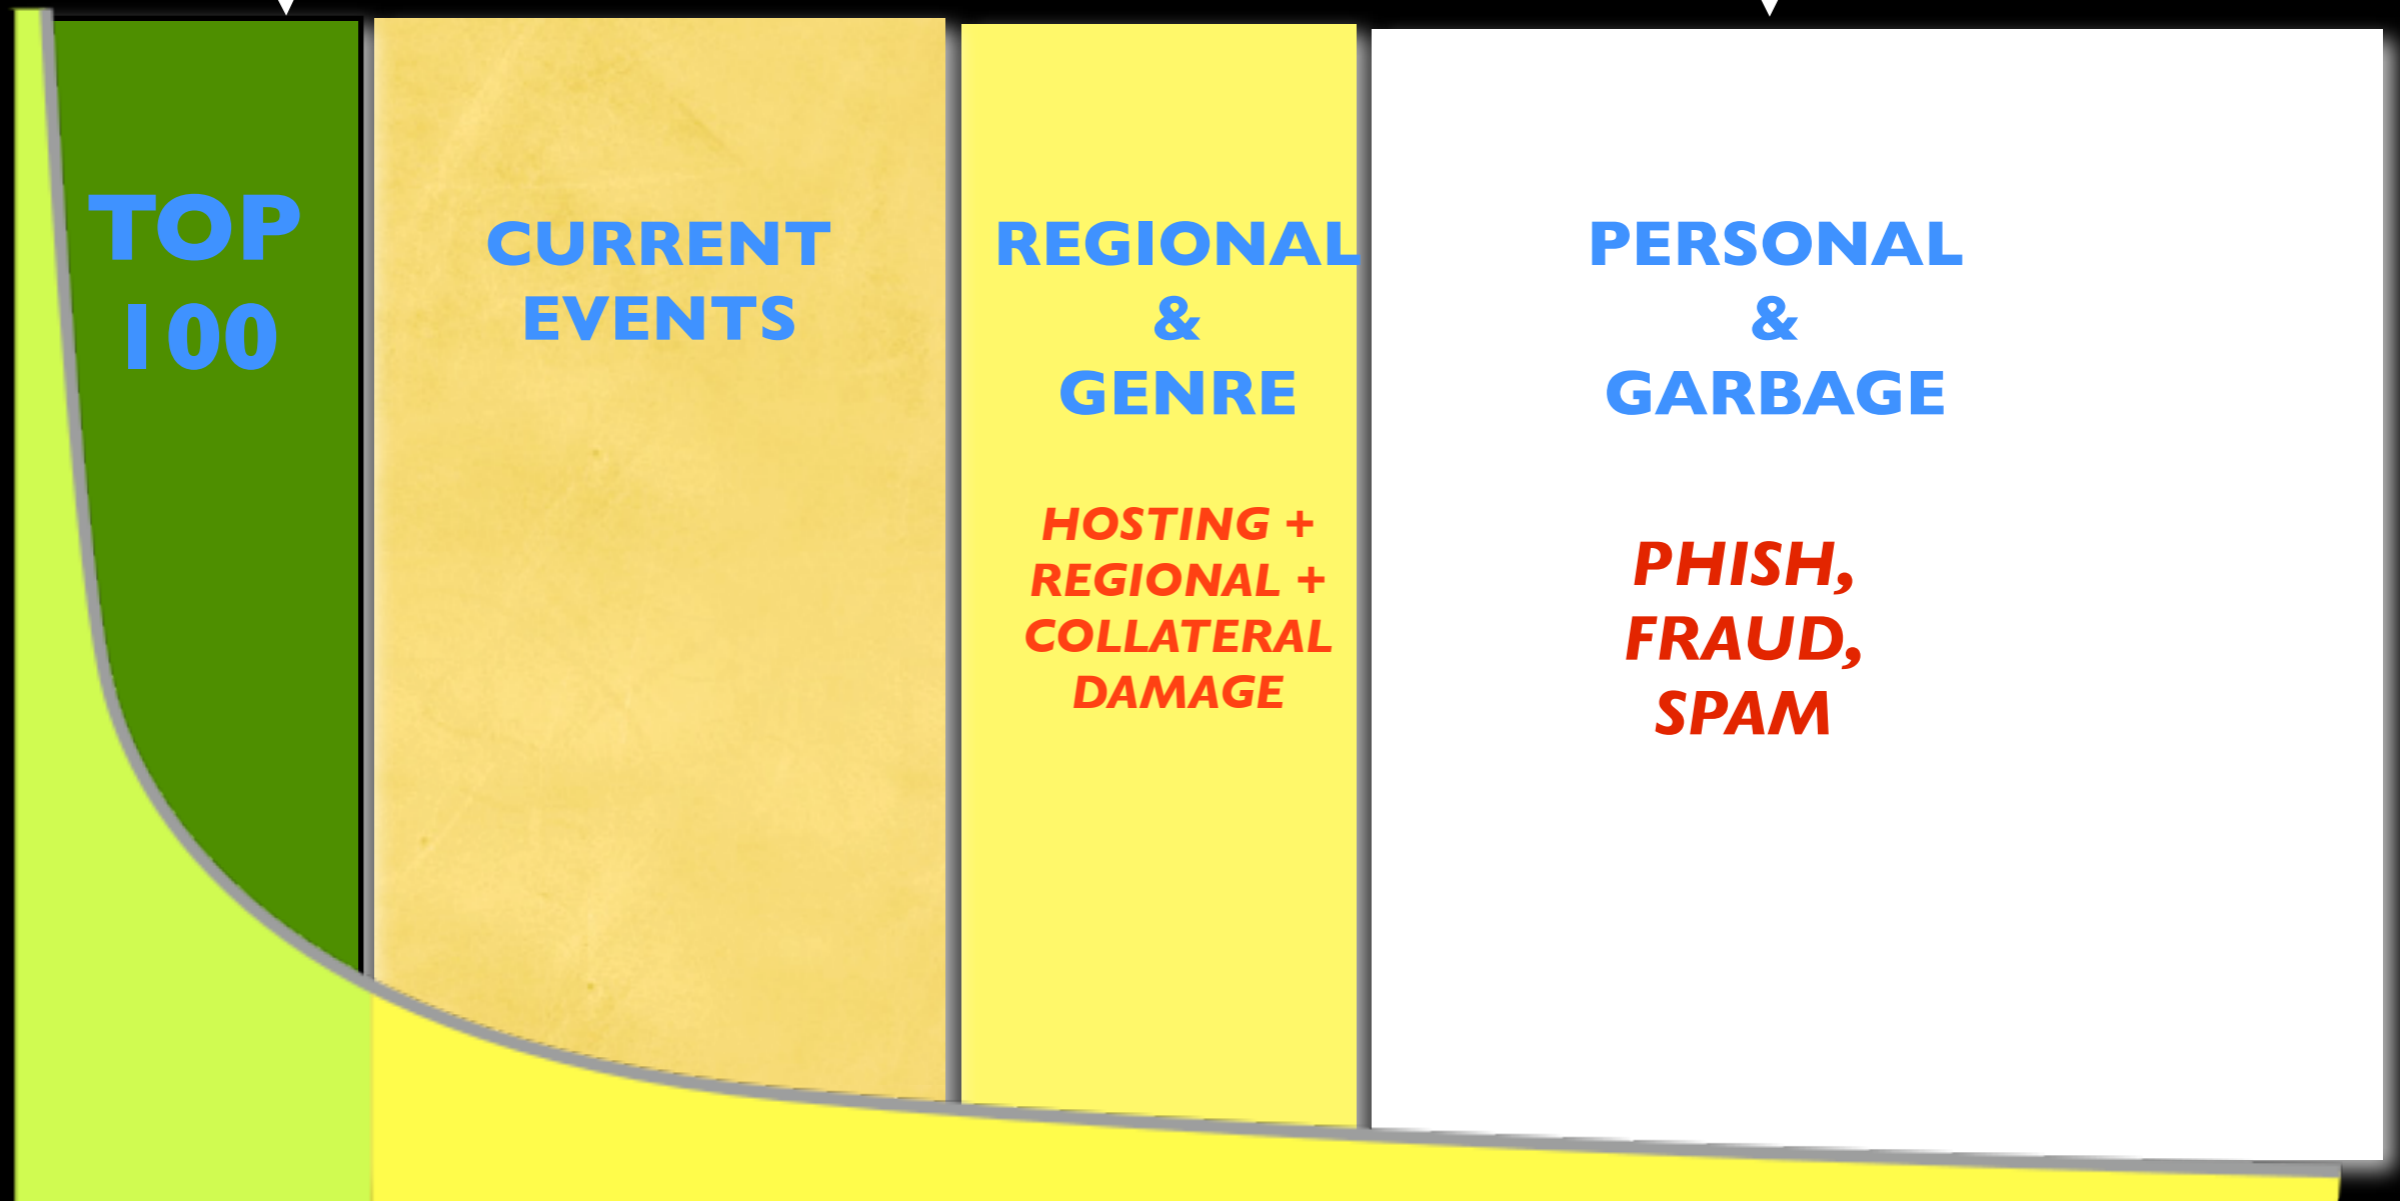 TOP
100
CURRENT
EVENTS
REGIONAL
&
GENRE
HOSTING +
REGIONAL +
COLLATERAL
DAMAGE
PERSONAL
&
GARBAGE
PHISH,
FRAUD,
SPAM